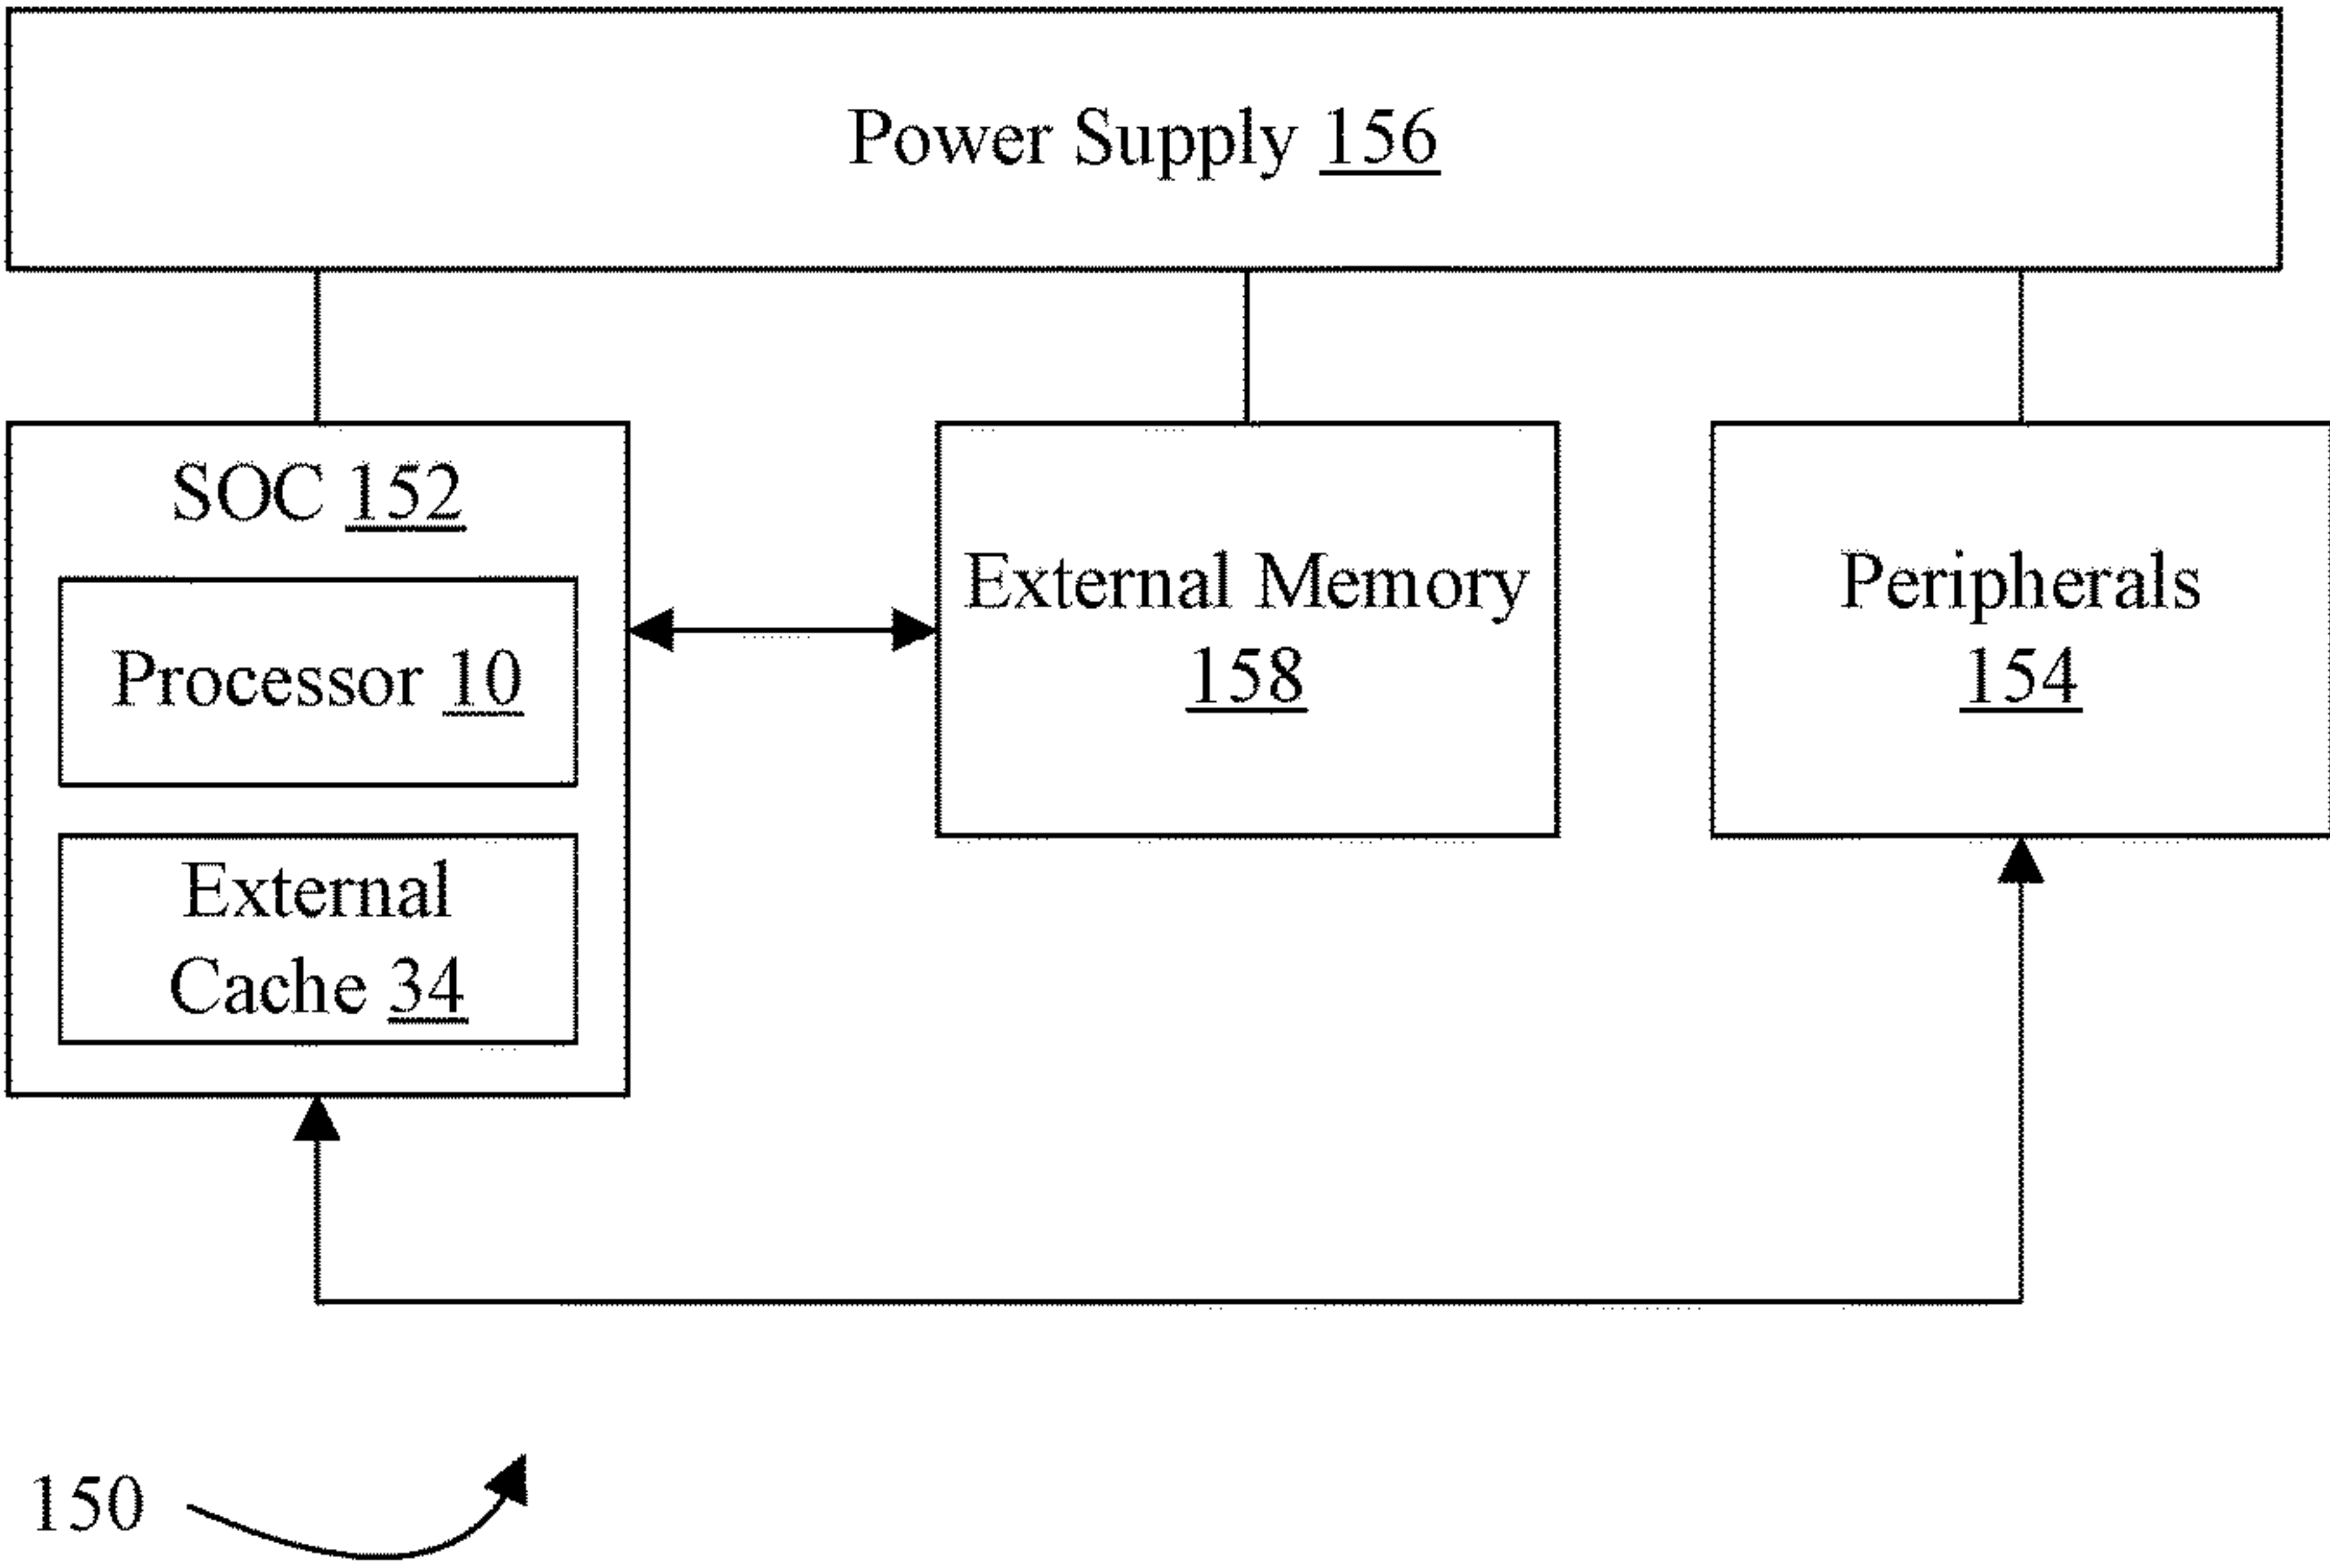 Power Supply 156
SOC 152
Processor 10
External
Cache 34
External Memory
158
Peripherals
154
150